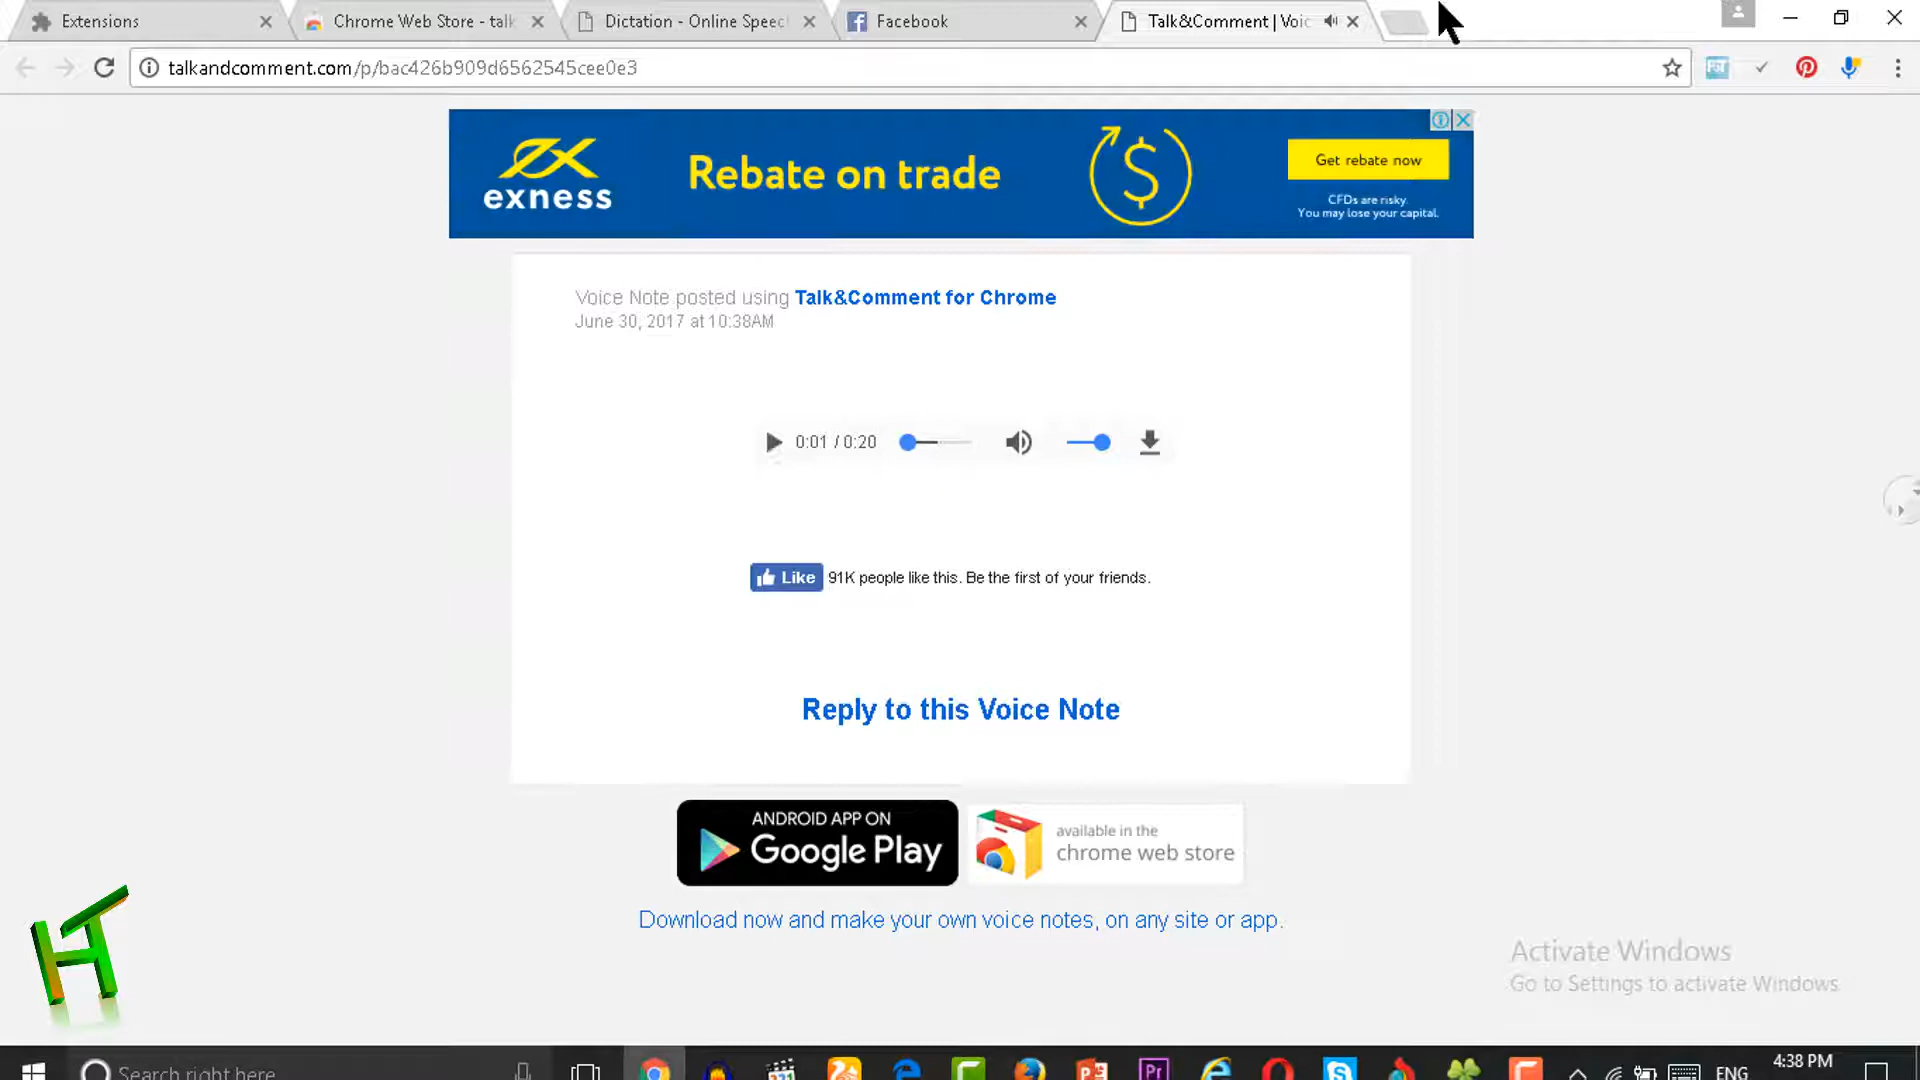 Extensions
Chrome Web Store - talk
Dictation - Online Speec
Facebook
Talk&Comment | Voic
talkandcomment.com/p/bac426b909d6562545cee0e3
exness
Rebate on trade
$
Get rebate now
CFDs are risky.
You may lose your capital.
Voice Note posted using Talk&Comment for Chrome
June 30, 2017 at 10:38AM
0:01 / 0:20
Like 91K people like this. Be the first of your friends.
Reply to this Voice Note
ANDROID APP ON
Google Play
available in the
chrome web store
Download now and make your own voice notes, on any site or app.
HT
Activate Windows
Go to Settings to activate Windows.
Search right here
Pr
ENG
4:38 PM